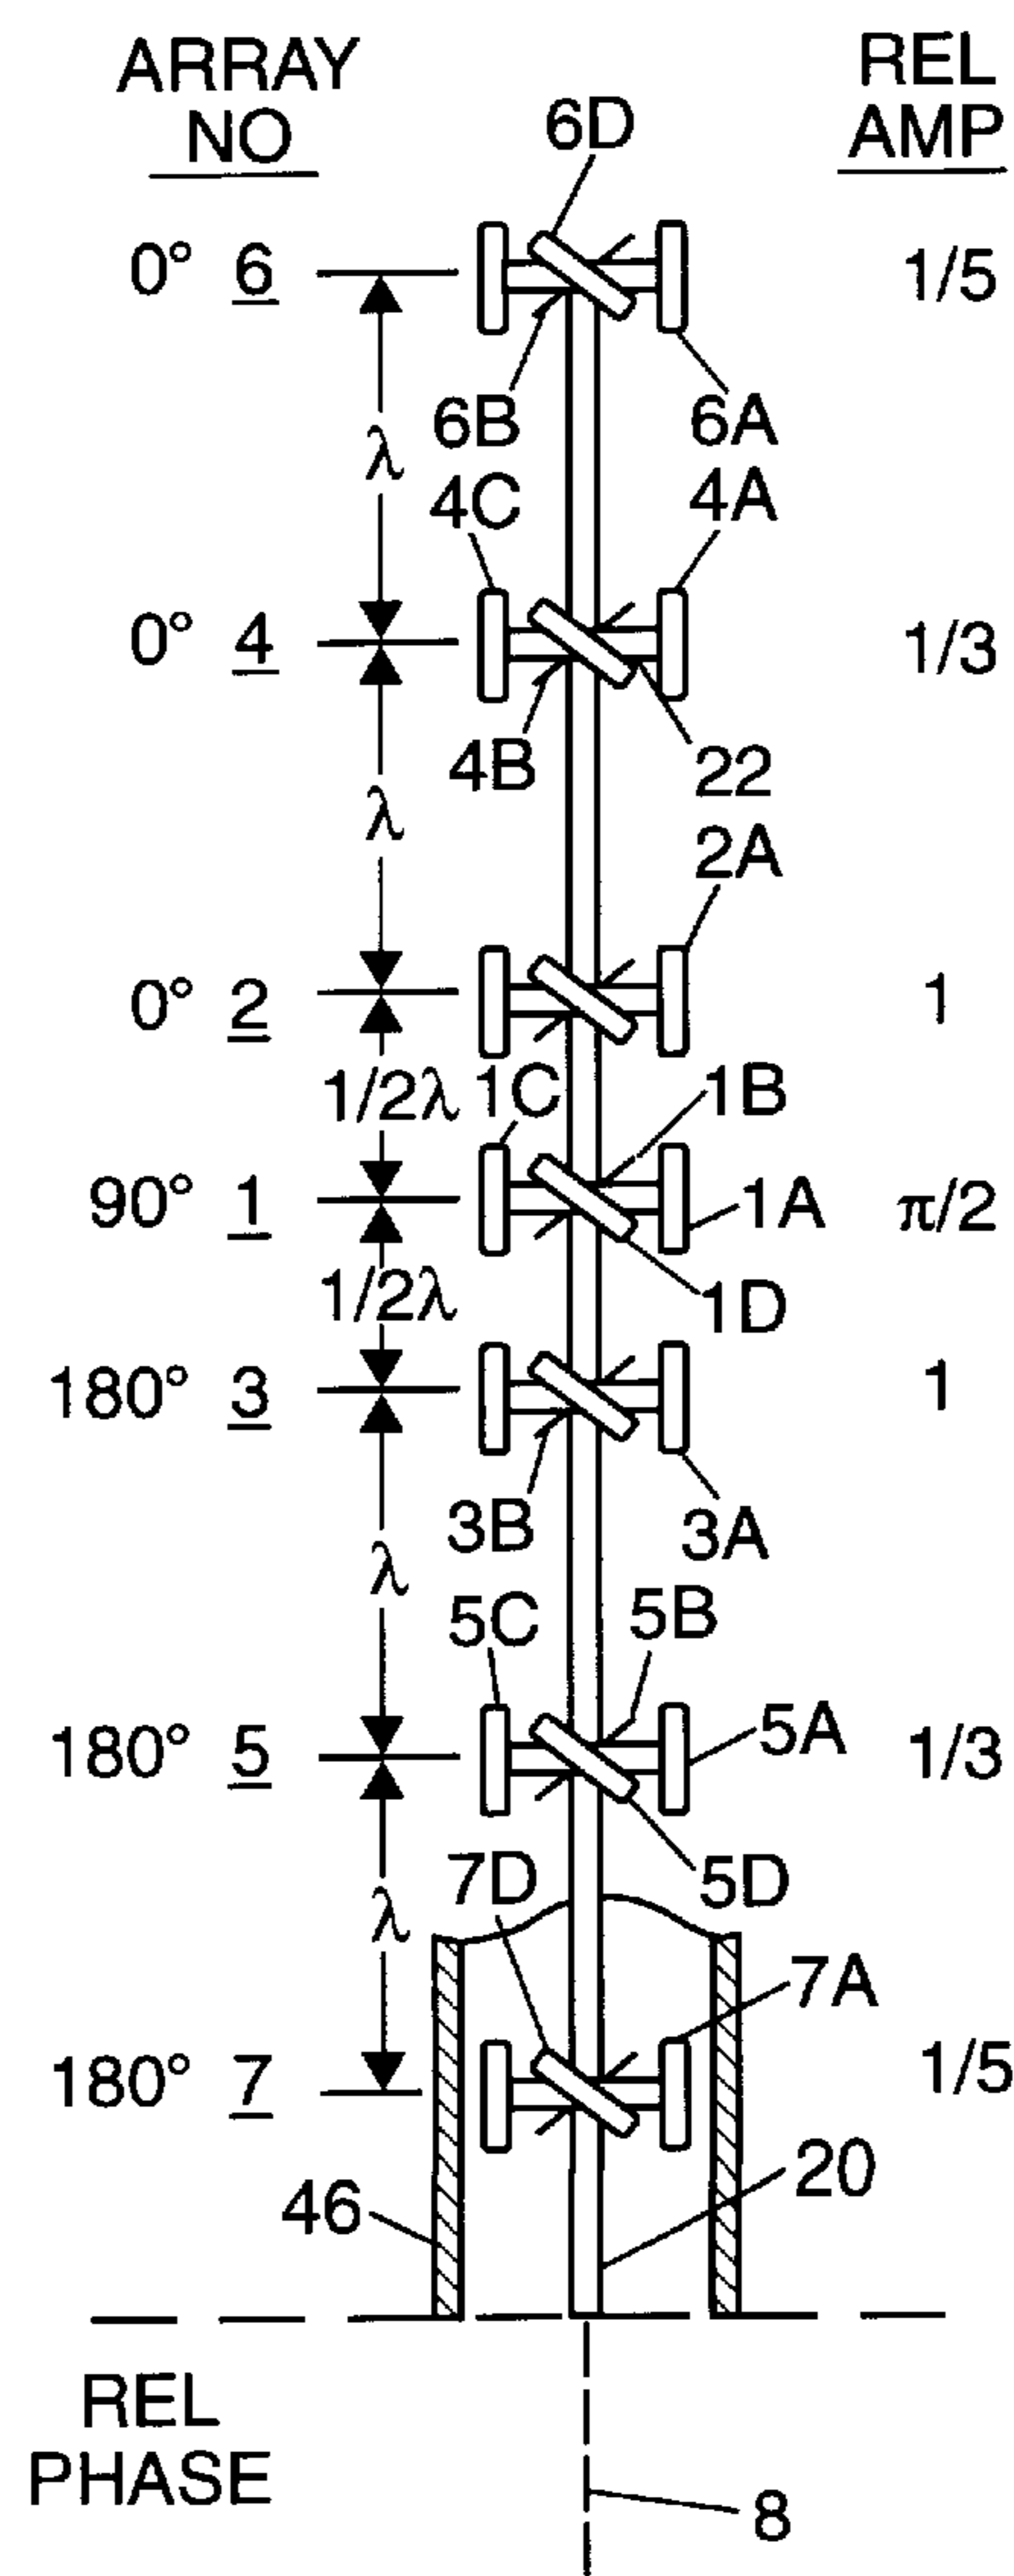 ARRAY NO
REL AMP
6D
0° 6
1/5
6B
6A
λ
4C
4A
0° 4
1/3
4B
22
λ
2A
0° 2
1
1/2λ
1C
1B
90° 1
1A
π/2
1/2λ
1D
180° 3
1
3B
3A
λ
5C
5B
180° 5
5A
1/3
7D
5D
λ
7A
180° 7
1/5
20
46
REL
PHASE
8